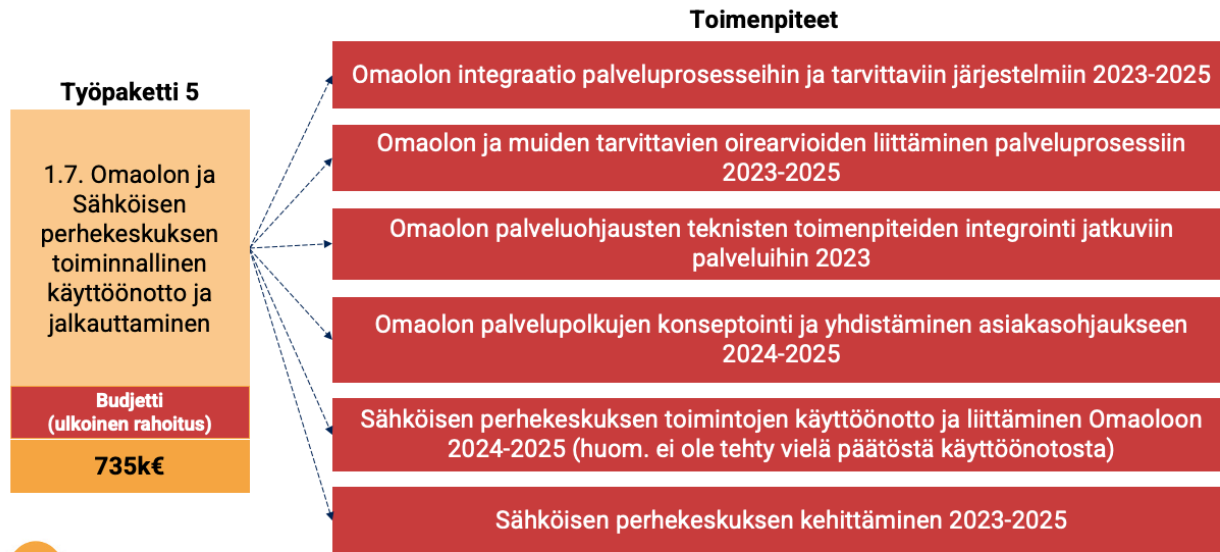 Toimenpiteet
Työpaketti 5
1.7. Omaolon ja
Sähköisen
perhekeskuksen
toiminnallinen
käyttöönotto ja
jalkauttaminen
Budjetti
(ulkoinen rahoitus)
735k€
Omaolon integraatio palveluprosesseihin ja tarvittaviin järjestelmiin 2023-2025
Omaolon ja muiden tarvittavien oirearvioiden liittäminen palveluprosessiin
2023-2025
Omaolon palveluohjausten teknisten toimenpiteiden integrointi jatkuviin
palveluihin 2023
Omaolon palvelupolkujen konseptointi ja yhdistäminen asiakasohjaukseen
2024-2025
Sähköisen perhekeskuksen toimintojen käyttöönotto ja liittäminen Omaoloon
2024-2025 (huom. ei ole tehty vielä päätöstä käyttöönotosta)
Sähköisen perhekeskuksen kehittäminen 2023-2025